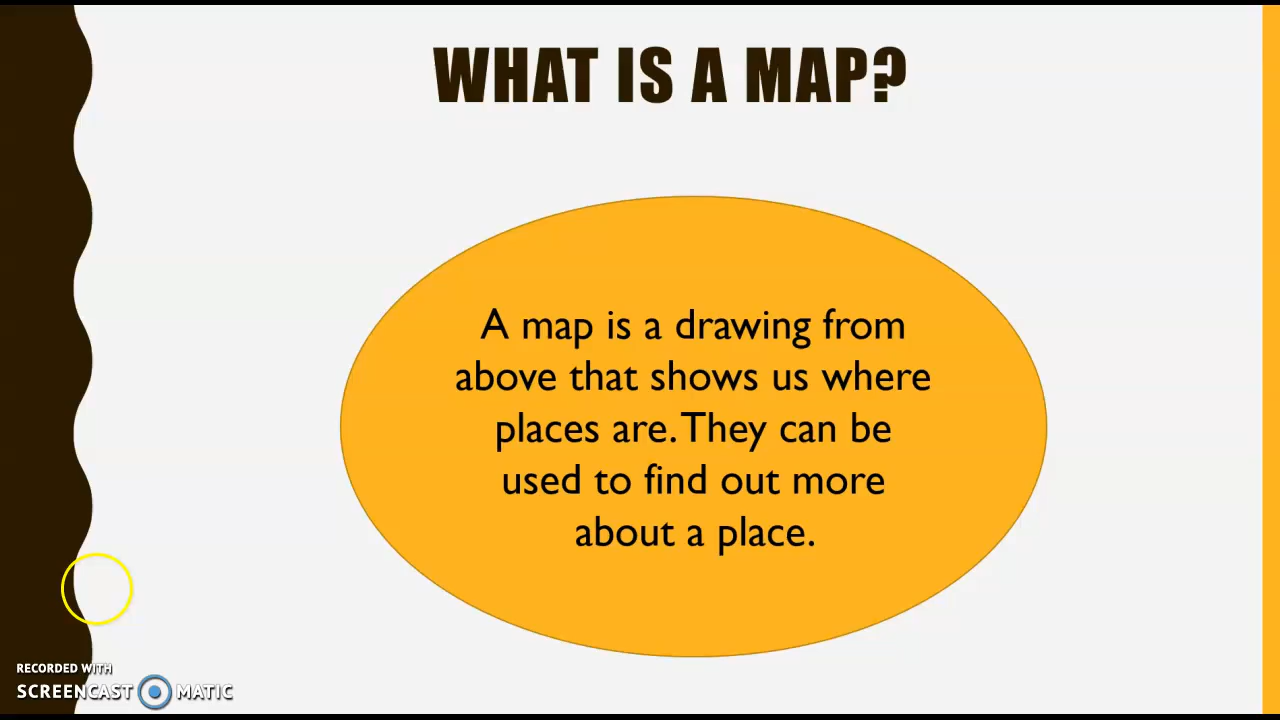 WHAT IS A MAP?
A map is a drawing from
above that shows us where
places are. They can be
used to find out more
about a place.
RECORDED WITH
SCREENCAST MATIC